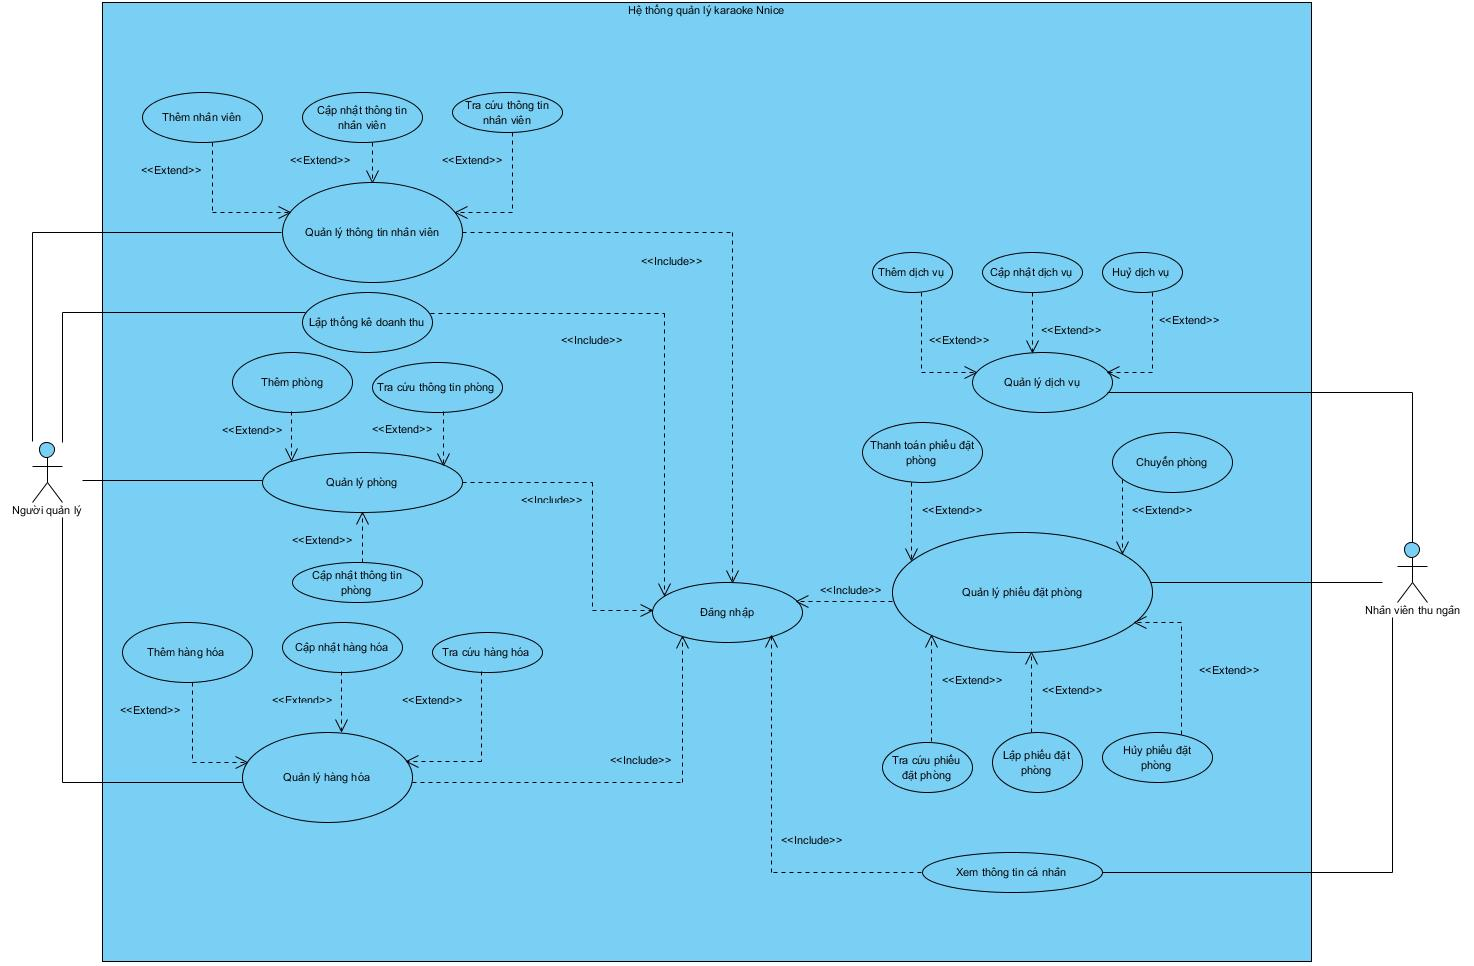 Hệ thống quản lý karaoke Nnice
Thêm nhân viên
Cập nhật thông tin
nhân viên
Tra cứu thông tin
nhân viên
<<Extend>>
<<Extend>>
<<Extend>>
Quản lý thông tin nhân viên
<<Include>>
Thêm dịch vụ
Cập nhật dịch vụ
Huỷ dịch vụ
<<Extend>>
<<Extend>>
<<Extend>>
Quản lý dịch vụ
Lập thống kê doanh thu
<<Include>>
Thêm phòng
Tra cứu thông tin phòng
<<Extend>>
<<Extend>>
Quản lý phòng
<<Include>>
<<Extend>>
Cập nhật thông tin
phòng
Người quản lý
Thanh toán phiếu đặt
phòng
Chuyển phòng
<<Extend>>
<<Extend>>
Quản lý phiếu đặt phòng
<<Include>>
Đăng nhập
Nhân viên thu ngân
Thêm hàng hóa
Cập nhật hàng hóa
Tra cứu hàng hóa
<<Extend>>
<<Extend>>
<<Extend>>
Quản lý hàng hóa
<<Include>>
<<Extend>>
<<Extend>>
<<Extend>>
Tra cứu phiếu
đặt phòng
Lập phiếu đặt
phòng
Hủy phiếu đặt
phòng
<<Include>>
Xem thông tin cá nhân